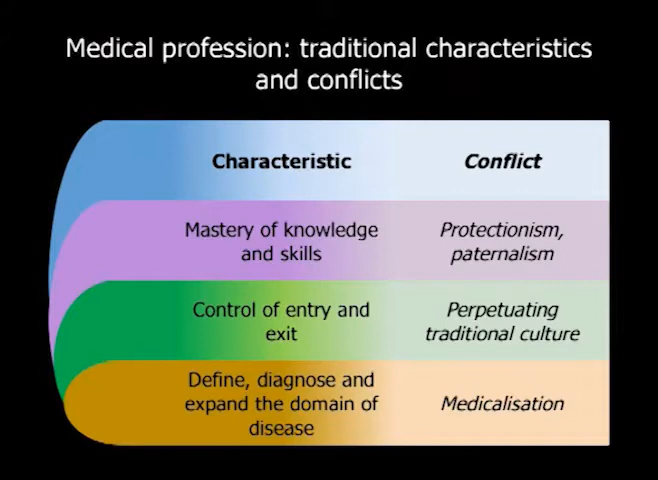 Medical profession: traditional characteristics
and conflicts
Characteristic
Conflict
Mastery of knowledge
and skills
Protectionism,
paternalism
Control of entry and
exit
Perpetuating
traditional culture
Define, diagnose and
expand the domain of
disease
Medicalisation